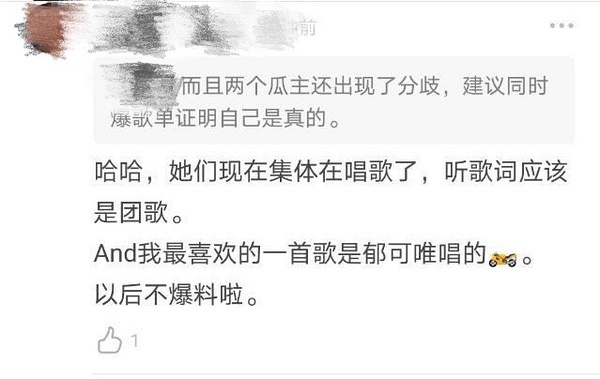 前
/而且两个瓜主还出现了分歧，建议同时
爆歌单证明自己是真的。
哈哈，她们现在集体在唱歌了，听歌词应该
是团歌。
And我最喜欢的一首歌是郁可唯唱的🏍️。
以后不爆料啦。
1